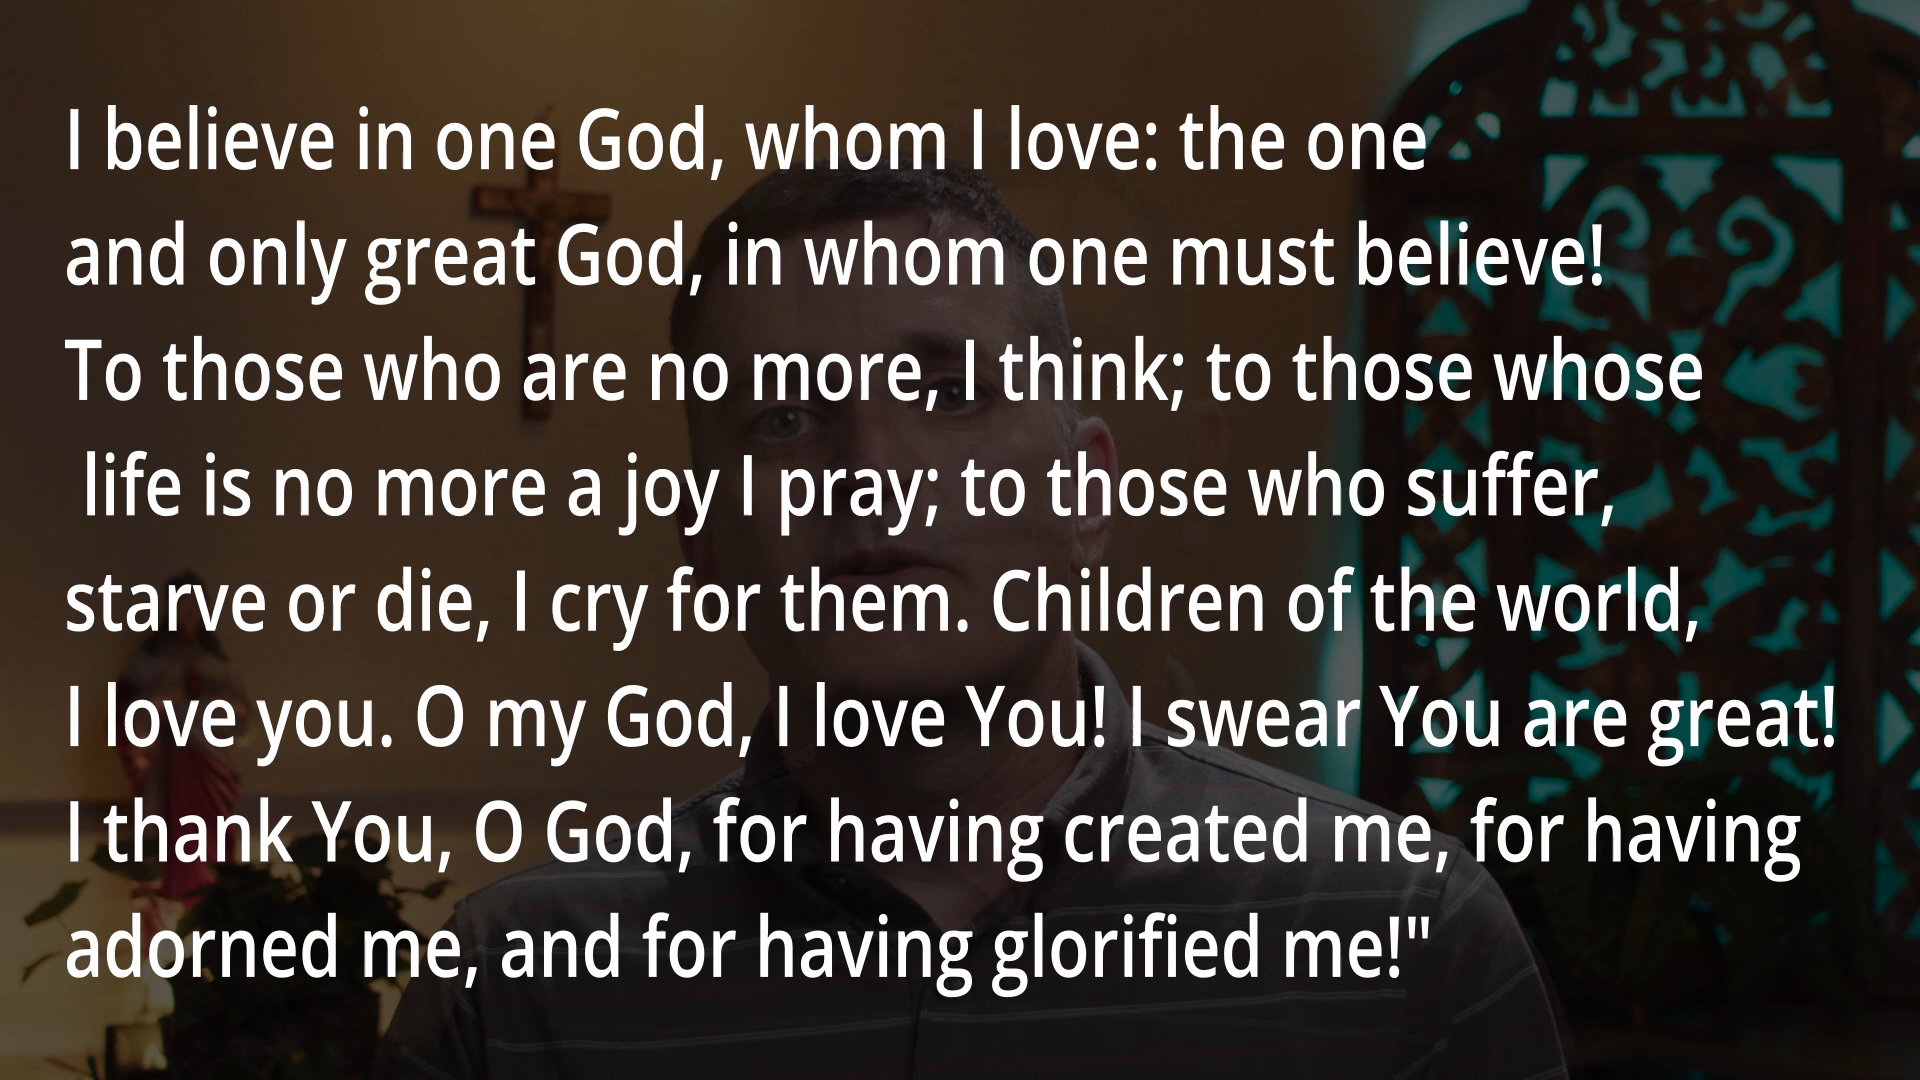 I believe in one God, whom I love: the one
and only great God, in whom one must believe!
To those who are no more, I think; to those whose
life is no more a joy I pray; to those who suffer,
starve or die, I cry for them. Children of the world,
I love you. O my God, I love You! I swear You are great!
I thank You, O God, for having created me, for having
adorned me, and for having glorified me!"